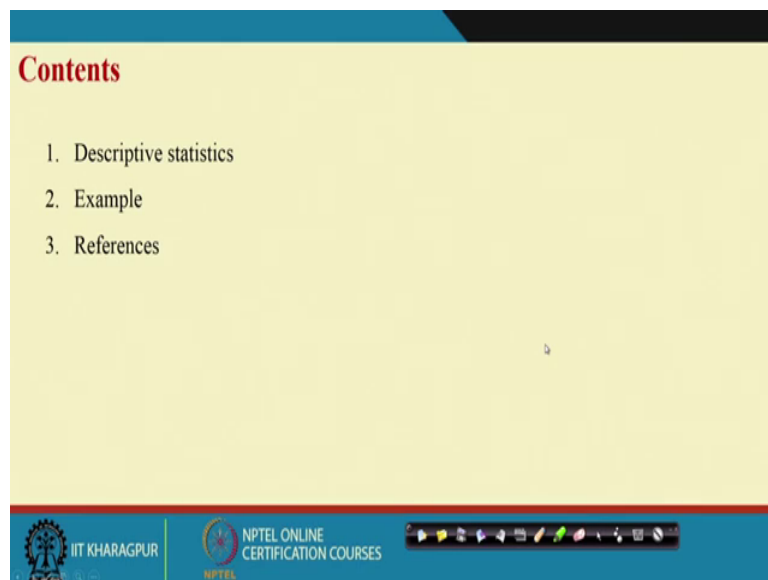 Contents
1. Descriptive statistics
2. Example
3. References
IIT KHARAGPUR
NPTEL
NPTEL ONLINE
CERTIFICATION COURSES